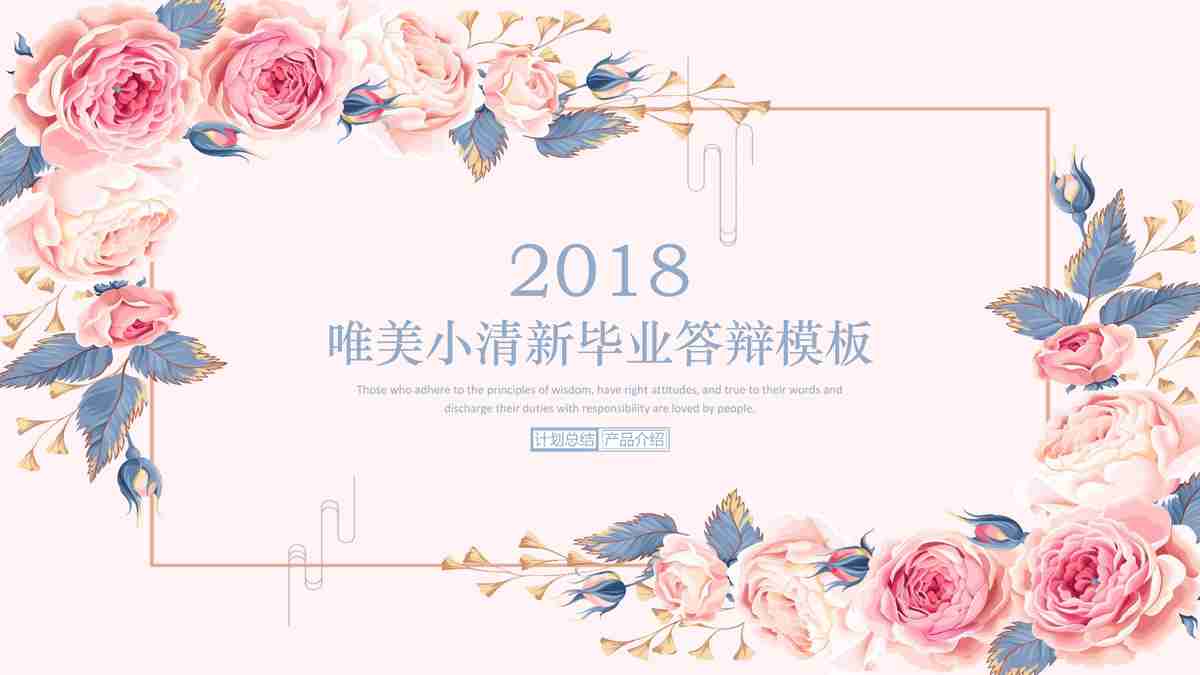 2018
唯美小清新毕业答辩模板
Those who adhere to the principles of wisdom, have right attitudes, and true to their words and
discharge their duties with responsibility are loved by people.
计划总结 产品介绍